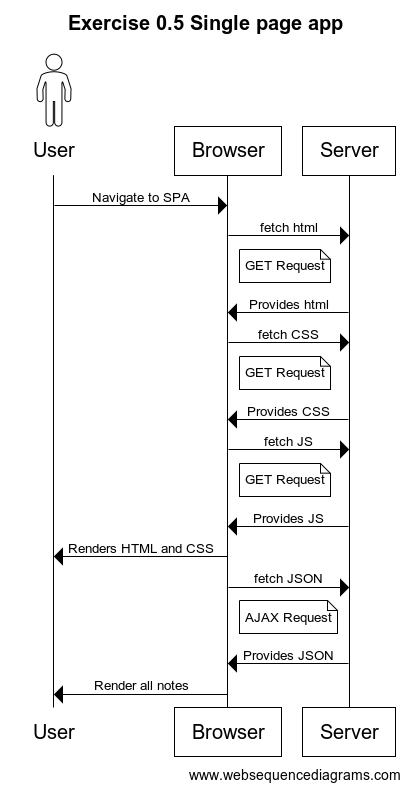 Exercise 0.5 Single page app
User
Browser
Server
Navigate to SPA
fetch html
GET Request
Provides html
fetch CSS
GET Request
Provides CSS
fetch JS
GET Request
Provides JS
Renders HTML and CSS
fetch JSON
AJAX Request
Provides JSON
Render all notes
User
Browser
Server
www.websequencediagrams.com